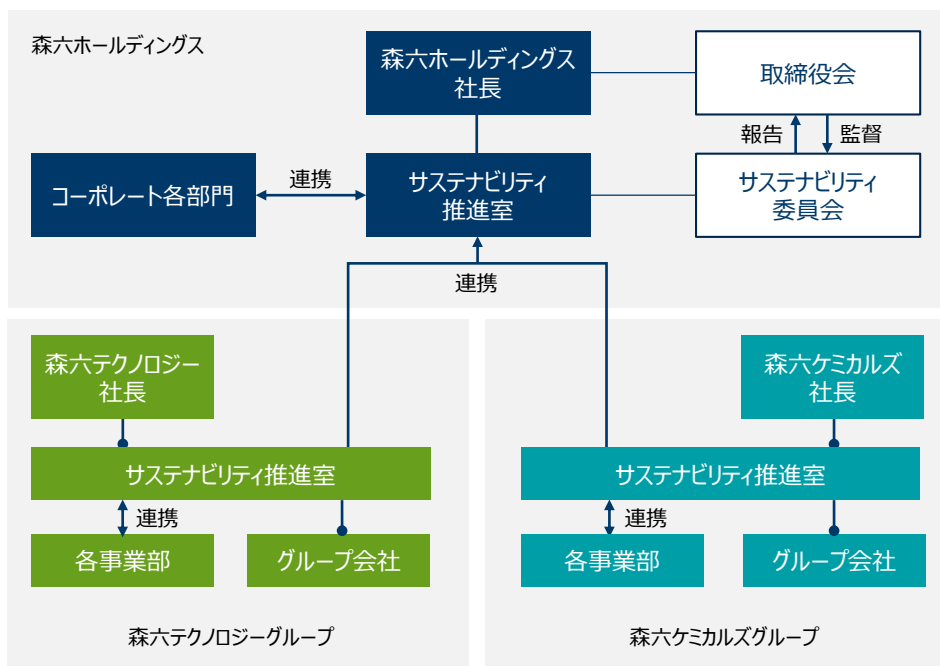 森六ホールディングス
森六ホールディングス
社長
取締役会
報告
監督
コーポレート各部門
連携
サステナビリティ
推進室
サステナビリティ
委員会
連携
森六テクノロジー
社長
サステナビリティ推進室
連携
各事業部
グループ会社
森六テクノロジーグループ
森六ケミカルズ
社長
サステナビリティ推進室
連携
各事業部
グループ会社
森六ケミカルズグループ